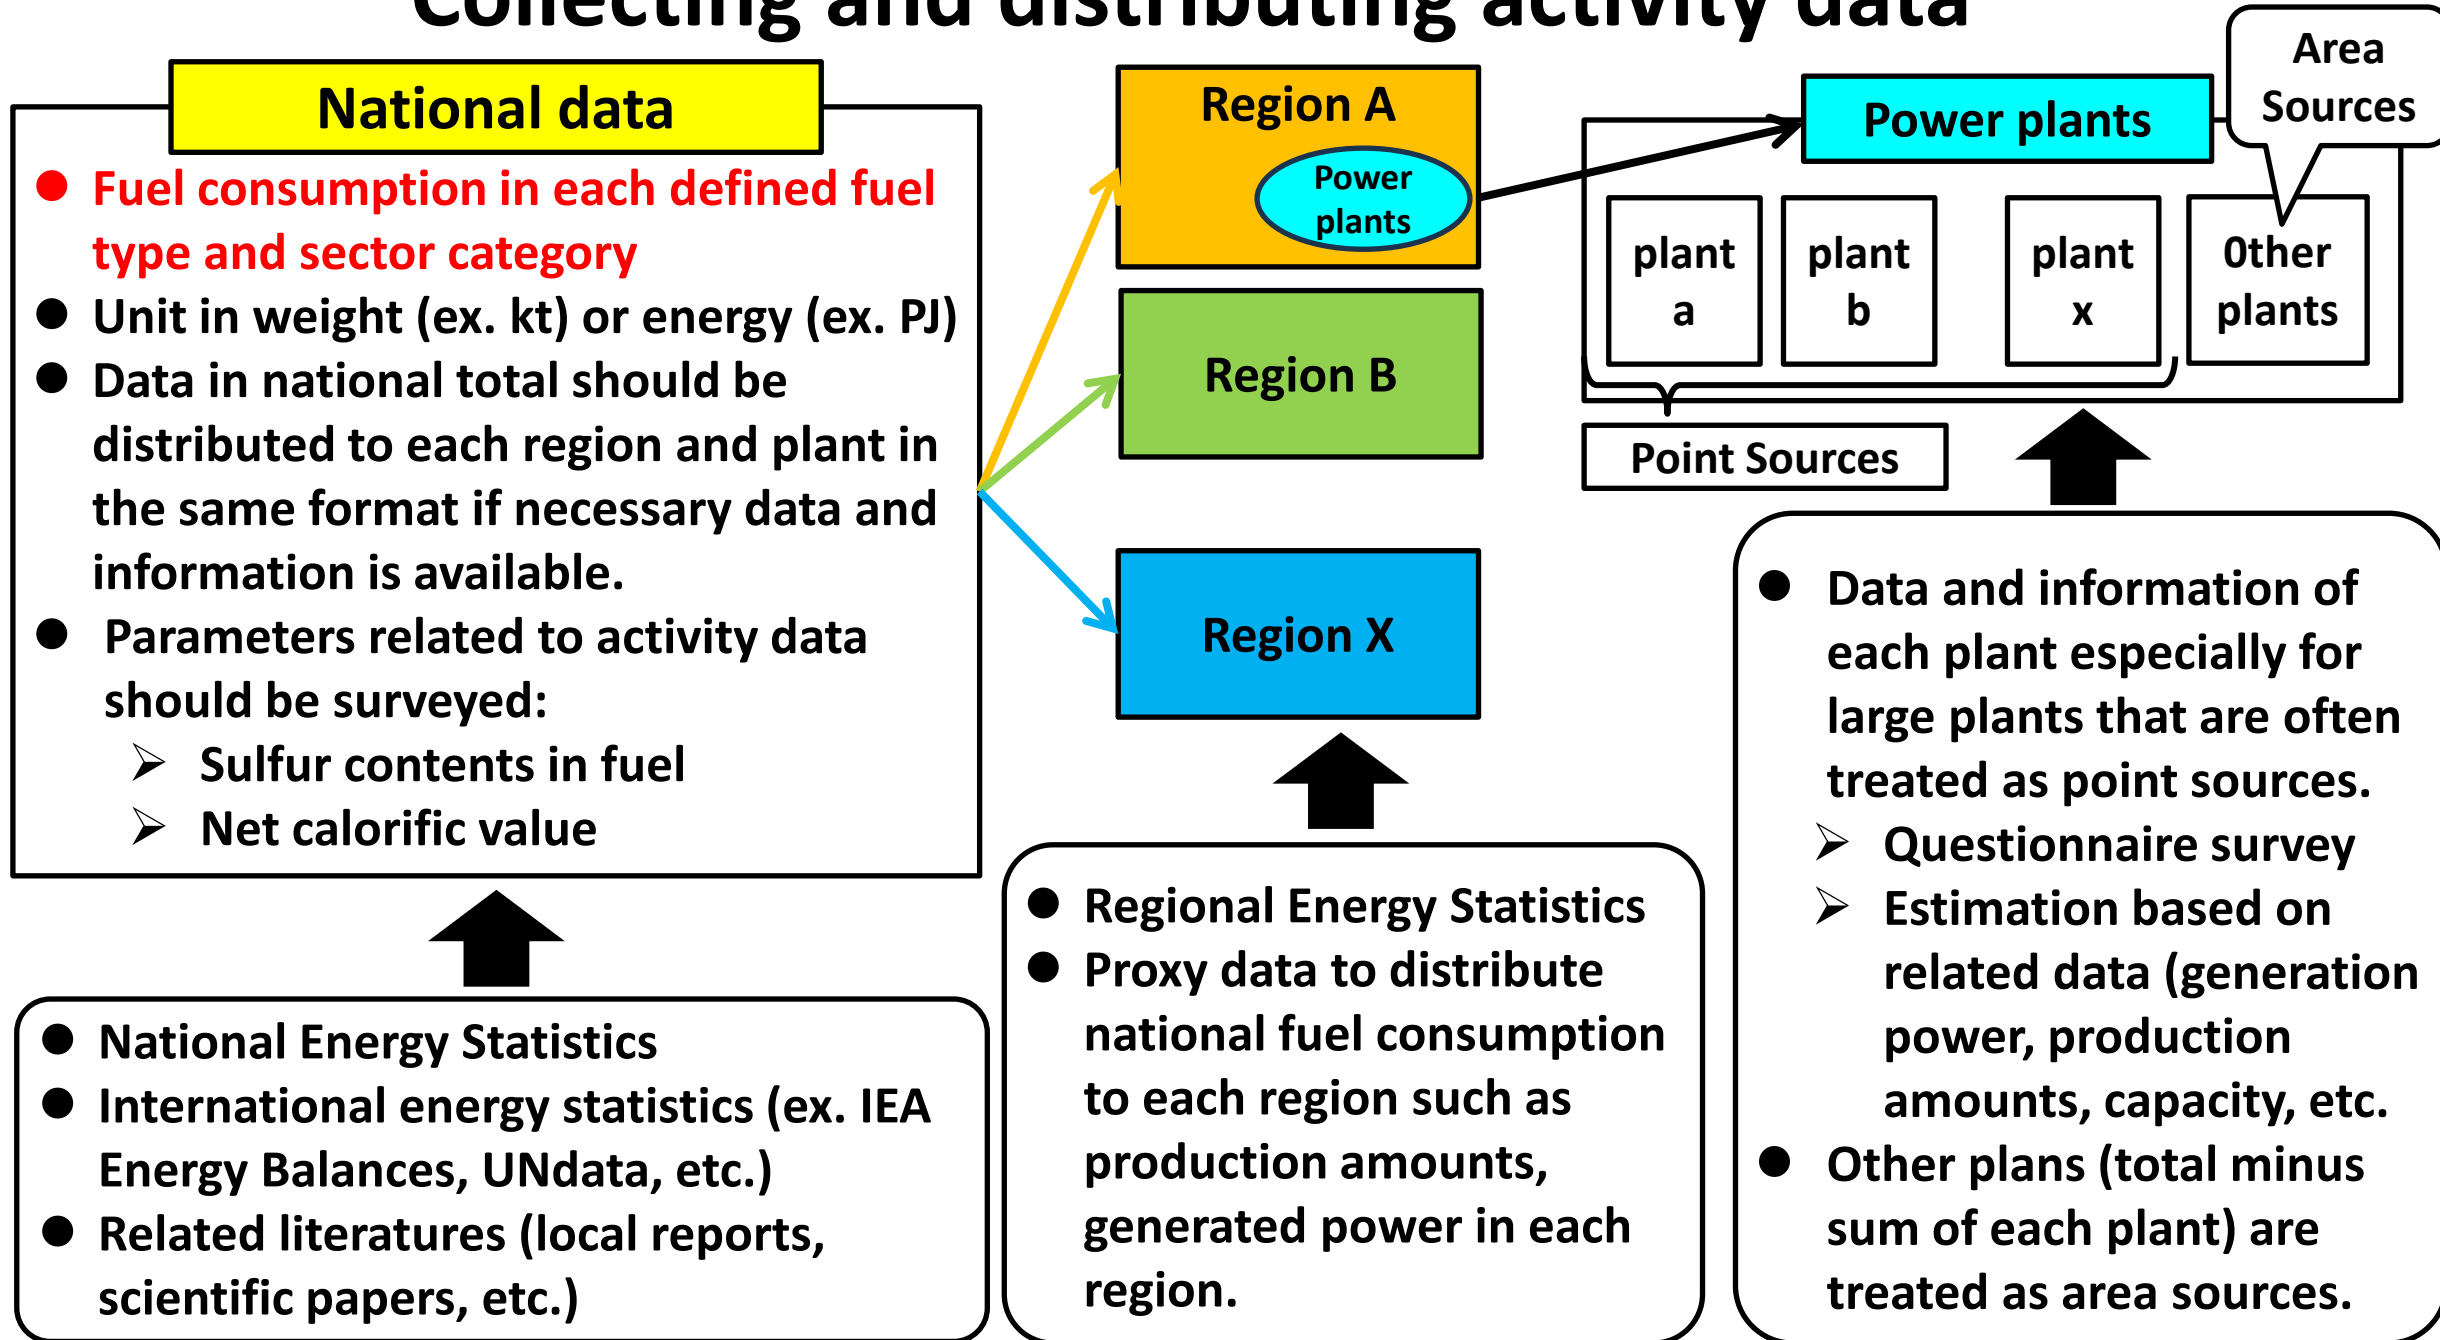 Collecting and distributing activity data
National data
● Fuel consumption in each defined fuel
type and sector category
● Unit in weight (ex. kt) or energy (ex. PJ)
● Data in national total should be
distributed to each region and plant in
the same format if necessary data and
information is available.
● Parameters related to activity data
should be surveyed:
➢ Sulfur contents in fuel
➢ Net calorific value
● National Energy Statistics
● International energy statistics (ex. IEA
Energy Balances, UNdata, etc.)
● Related literatures (local reports,
scientific papers, etc.)
Region A
Power
plants
Region B
Region X
● Regional Energy Statistics
● Proxy data to distribute
national fuel consumption
to each region such as
production amounts,
generated power in each
region.
Power plants
Area
Sources
plant
a
plant
b
plant
x
0ther
plants
Point Sources
● Data and information of
each plant especially for
large plants that are often
treated as point sources.
➢ Questionnaire survey
➢ Estimation based on
related data (generation
power, production
amounts, capacity, etc.
● Other plans (total minus
sum of each plant) are
treated as area sources.